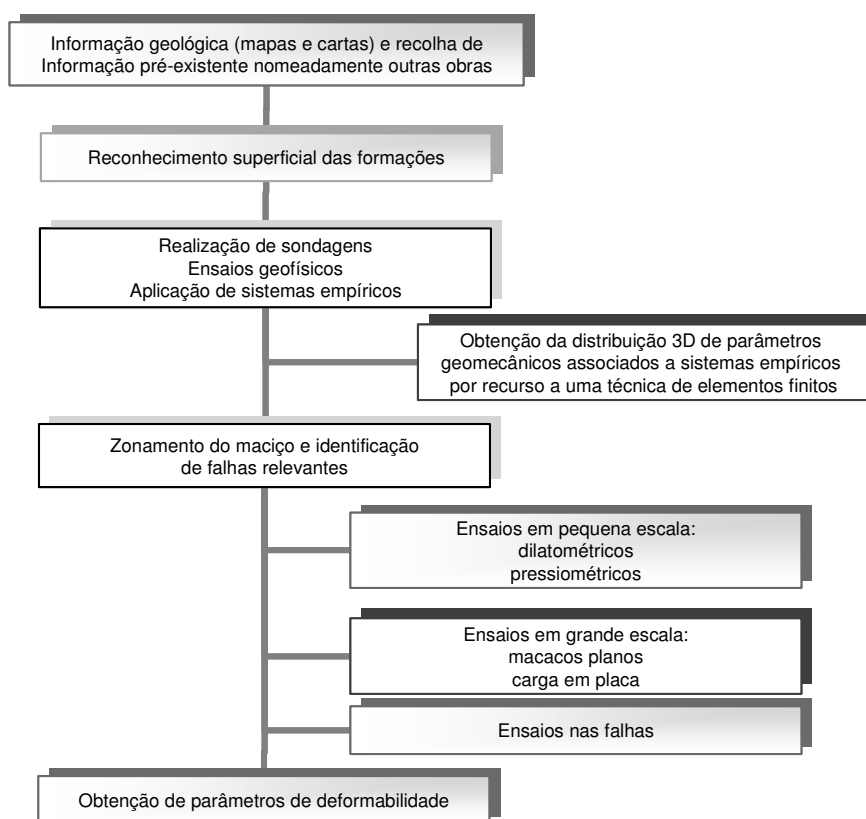 Informação geológica (mapas e cartas) e recolha de
Informação pré-existente nomeadamente outras obras
Reconhecimento superficial das formações
Realização de sondagens
Ensaios geofísicos
Aplicação de sistemas empíricos
Obtenção da distribuição 3D de parâmetros
geomecânicos associados a sistemas empíricos
por recurso a uma técnica de elementos finitos
Zonamento do maciço e identificação
de falhas relevantes
Ensaios em pequena escala:
dilatométricos
pressiométricos
Ensaios em grande escala:
macacos planos
carga em placa
Ensaios nas falhas
Obtenção de parâmetros de deformabilidade